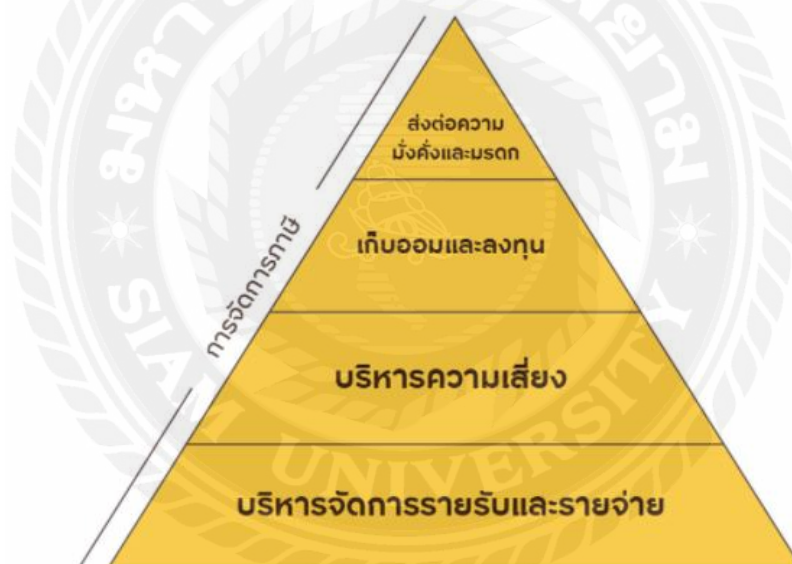 ส่งต่อความ
มั่งคั่งและมรดก
เก็บออมและลงทุน
การจัดการภาษี
บริหารความเสี่ยง
บริหารจัดการรายรับและรายจ่าย
SIAM UNIVERSITY